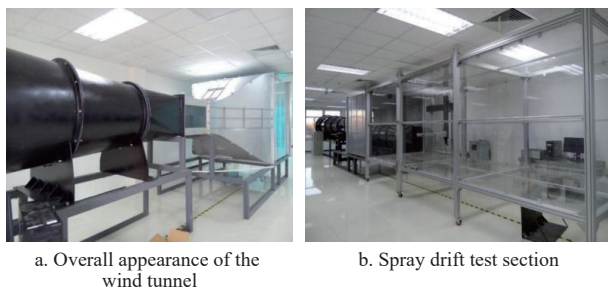 a. Overall appearance of the
wind tunnel
b. Spray drift test section